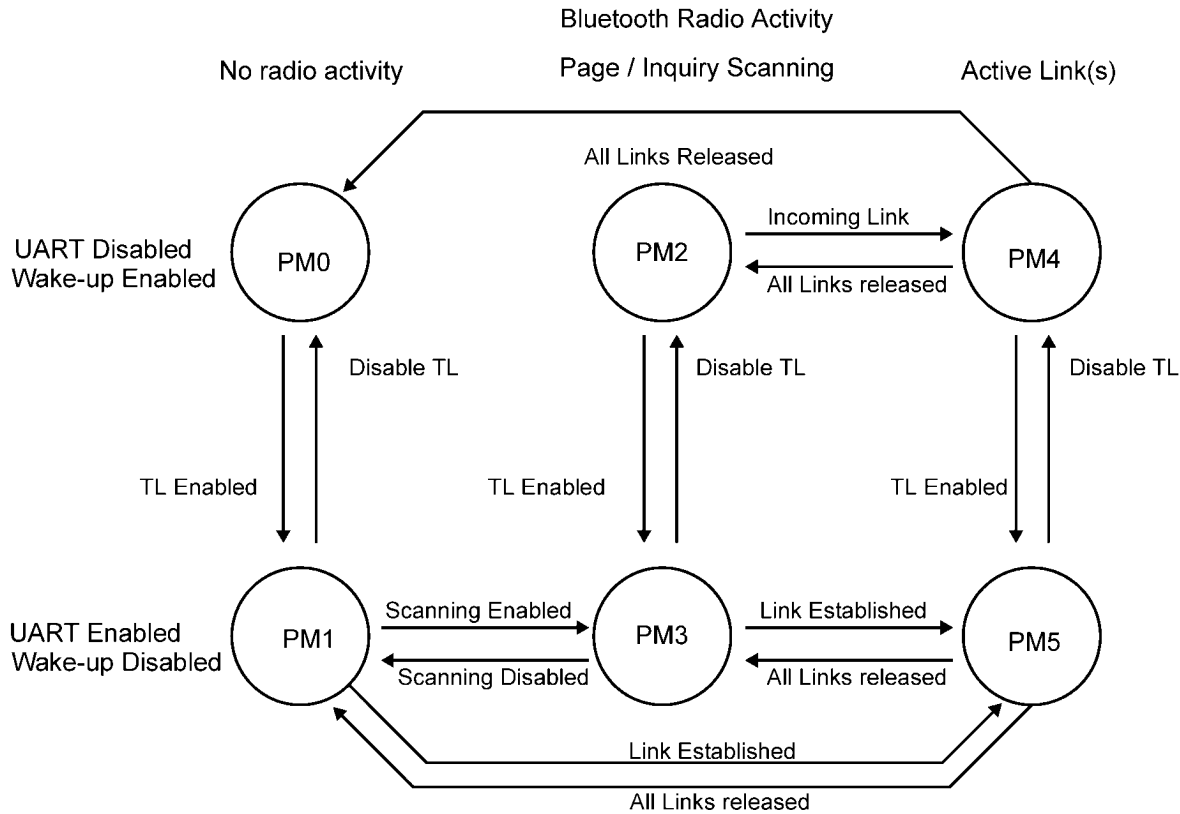 Bluetooth Radio Activity
No radio activity
Page / Inquiry Scanning
Active Link(s)
All Links Released
UART Disabled
Wake-up Enabled
PM0
PM2
Incoming Link
All Links released
PM4
Disable TL
Disable TL
Disable TL
TL Enabled
TL Enabled
TL Enabled
UART Enabled
Wake-up Disabled
PM1
Scanning Enabled
Scanning Disabled
PM3
Link Established
All Links released
PM5
Link Established
All Links released